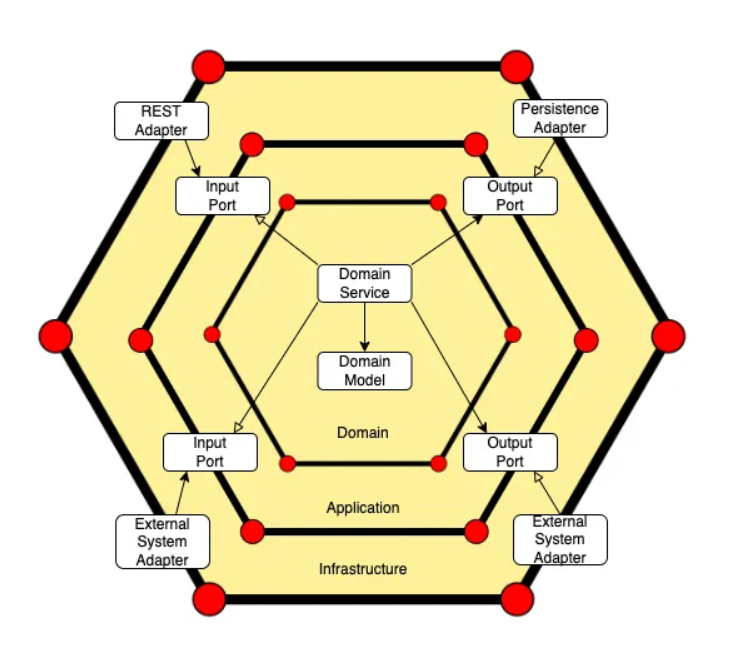 REST
Adapter
Persistence
Adapter
Input
Port
Output
Port
Domain
Service
Domain
Model
Domain
Input
Port
Output
Port
Application
External
System
Adapter
External
System
Adapter
Infrastructure